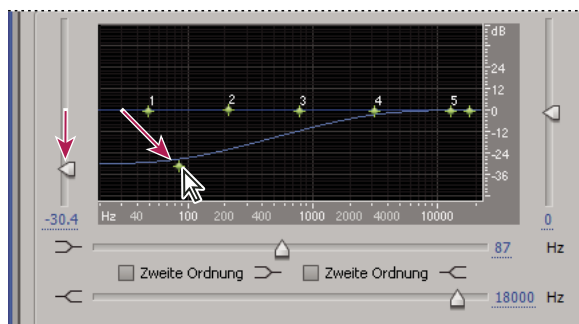 dB
1 2 3 4 5
24
12
0
-12
-24
-36
-30.4 Hz 40 100 200 400 1000 2000 4000 10000 0
87 Hz
Zweite Ordnung Zweite Ordnung
18000 Hz